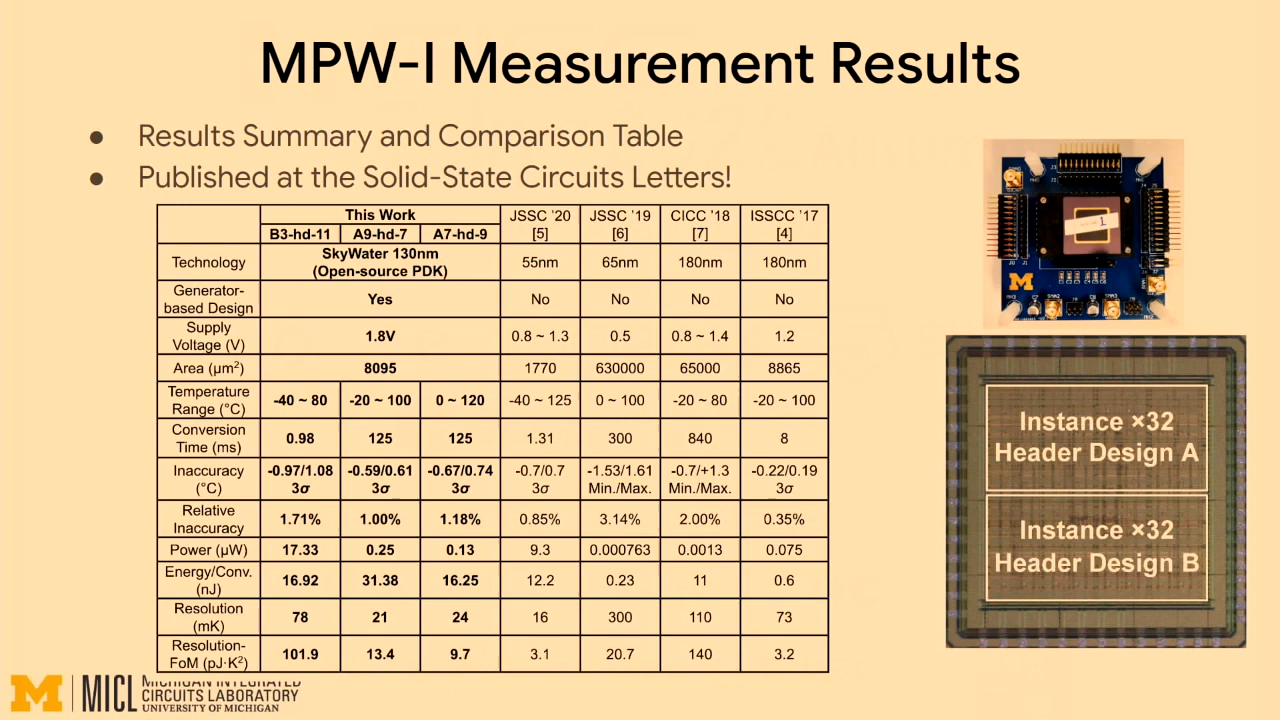 MPW-I Measurement Results
● Results Summary and Comparison Table
● Published at the Solid-State Circuits Letters!
This Work JSSC '20 [5] JSSC '19 [6] CICC '18 [7] ISSCC '17 [4]
B3-hd-11 A9-hd-7 A7-hd-9
Technology SkyWater 130nm (Open-source PDK) 55nm 65nm 180nm 180nm
Generator-based Design Yes No No No No
Supply Voltage (V) 1.8V 0.8 ~ 1.3 0.5 0.8 ~ 1.4 1.2
Area (μm²) 8095 1770 630000 65000 8865
Temperature Range (°C) -40 ~ 80 -20 ~ 100 0 ~ 120 -40 ~ 125 0 ~ 100 -20 ~ 80 -20 ~ 100
Conversion Time (ms) 0.98 125 125 1.31 300 840 8
Inaccuracy (°C) -0.97/1.08 3σ -0.59/0.61 3σ -0.67/0.74 3σ -0.7/0.7 3σ -1.53/1.61 Min./Max. -0.7/+1.3 Min./Max. -0.22/0.19 3σ
Relative Inaccuracy 1.71% 1.00% 1.18% 0.85% 3.14% 2.00% 0.35%
Power (μW) 17.33 0.25 0.13 9.3 0.000763 0.0013 0.075
Energy/Conv. (nJ) 16.92 31.38 16.25 12.2 0.23 11 0.6
Resolution (mK) 78 21 24 16 300 110 73
Resolution-FoM (pJ·K²) 101.9 13.4 9.7 3.1 20.7 140 3.2
Instance ×32
Header Design A
Instance ×32
Header Design B
M MICL MICHIGAN INTEGRATED
CIRCUITS LABORATORY
UNIVERSITY OF MICHIGAN